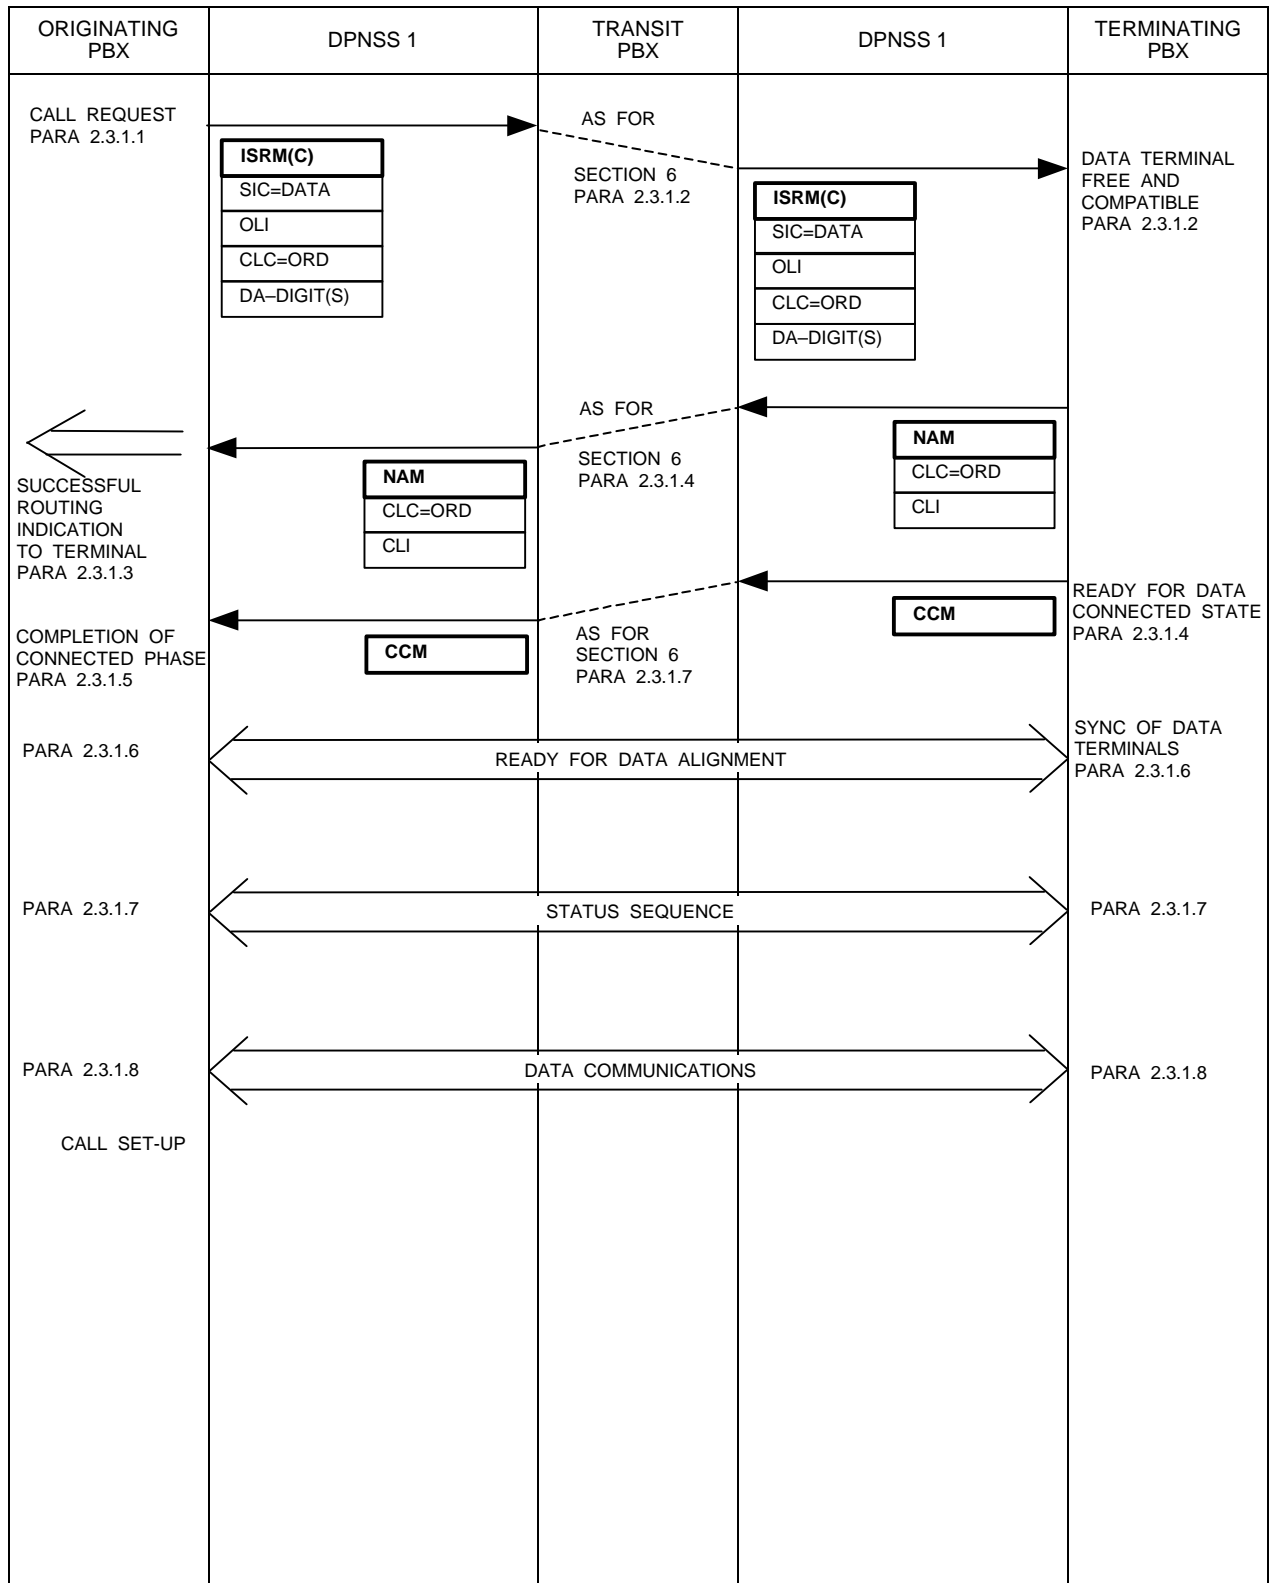 ORIGINATING
PBX
DPNSS 1
TRANSIT
PBX
DPNSS 1
TERMINATING
PBX
CALL REQUEST
PARA 2.3.1.1
ISRM(C)
SIC=DATA
OLI
CLC=ORD
DA–DIGIT(S)
AS FOR
SECTION 6
PARA 2.3.1.2
ISRM(C)
SIC=DATA
OLI
CLC=ORD
DA–DIGIT(S)
DATA TERMINAL
FREE AND
COMPATIBLE
PARA 2.3.1.2
SUCCESSFUL
ROUTING
INDICATION
TO TERMINAL
PARA 2.3.1.3
NAM
CLC=ORD
CLI
AS FOR
SECTION 6
PARA 2.3.1.4
NAM
CLC=ORD
CLI
COMPLETION OF
CONNECTED PHASE
PARA 2.3.1.5
CCM
AS FOR
SECTION 6
PARA 2.3.1.7
CCM
READY FOR DATA
CONNECTED STATE
PARA 2.3.1.4
PARA 2.3.1.6
READY FOR DATA ALIGNMENT
SYNC OF DATA
TERMINALS
PARA 2.3.1.6
PARA 2.3.1.7
STATUS SEQUENCE
PARA 2.3.1.7
PARA 2.3.1.8
DATA COMMUNICATIONS
PARA 2.3.1.8
CALL SET-UP